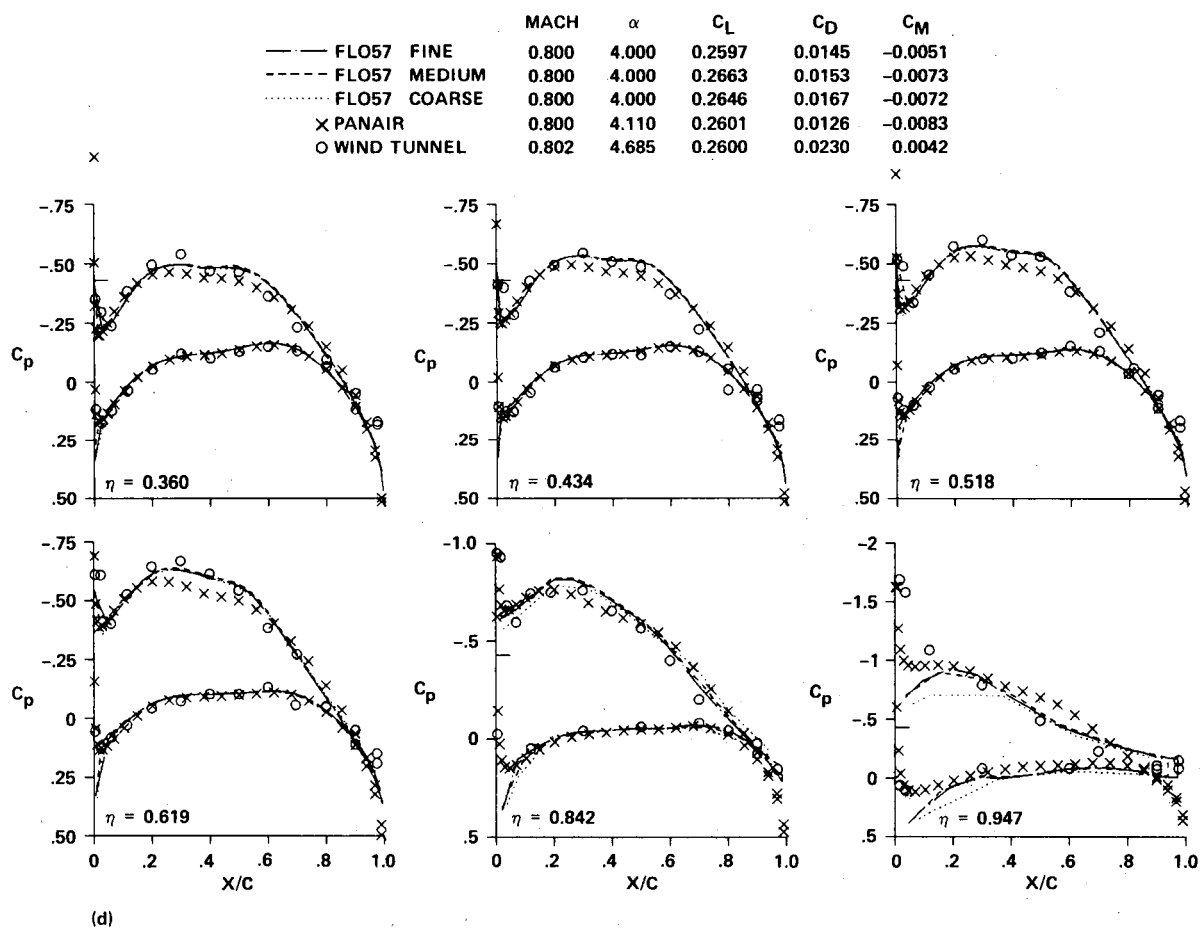 MACH α C_L C_D C_M
FLO57 FINE 0.800 4.000 0.2597 0.0145 −0.0051
FLO57 MEDIUM 0.800 4.000 0.2663 0.0153 −0.0073
FLO57 COARSE 0.800 4.000 0.2646 0.0167 −0.0072
× PANAIR 0.800 4.110 0.2601 0.0126 −0.0083
○ WIND TUNNEL 0.802 4.685 0.2600 0.0230 0.0042
−.75
−.50
−.25
C_p
0
.25
.50
η = 0.360
−.75
−.50
−.25
C_p
0
.25
.50
η = 0.434
−.75
−.50
−.25
C_p
0
.25
.50
η = 0.518
−.75
−.50
−.25
C_p
0
.25
.50
η = 0.619
0 .2 .4 .6 .8 1.0
X/C
−1.0
−.5
C_p
0
.5
η = 0.842
0 .2 .4 .6 .8 1.0
X/C
−2
−1.5
−1
C_p
−.5
0
.5
η = 0.947
0 .2 .4 .6 .8 1.0
X/C
(d)